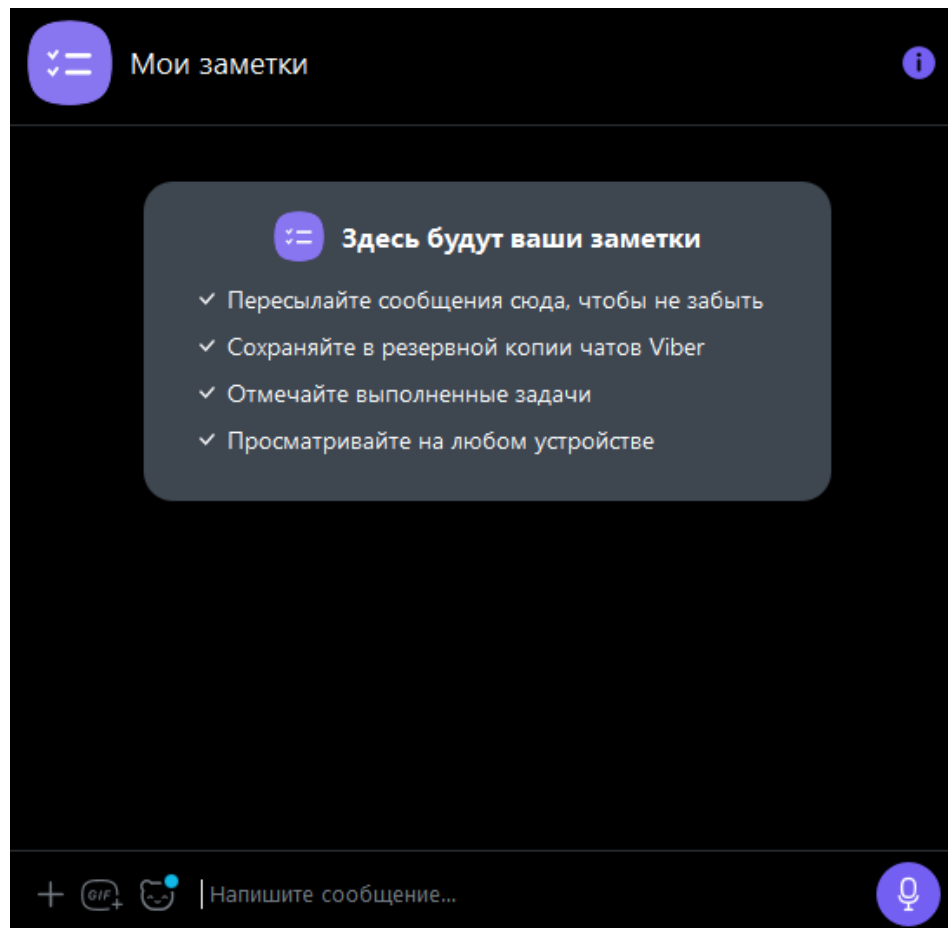 Мои заметки
Здесь будут ваши заметки
Пересылайте сообщения сюда, чтобы не забыть
Сохраняйте в резервной копии чатов Viber
Отмечайте выполненные задачи
Просматривайте на любом устройстве
GIF Напишите сообщение...